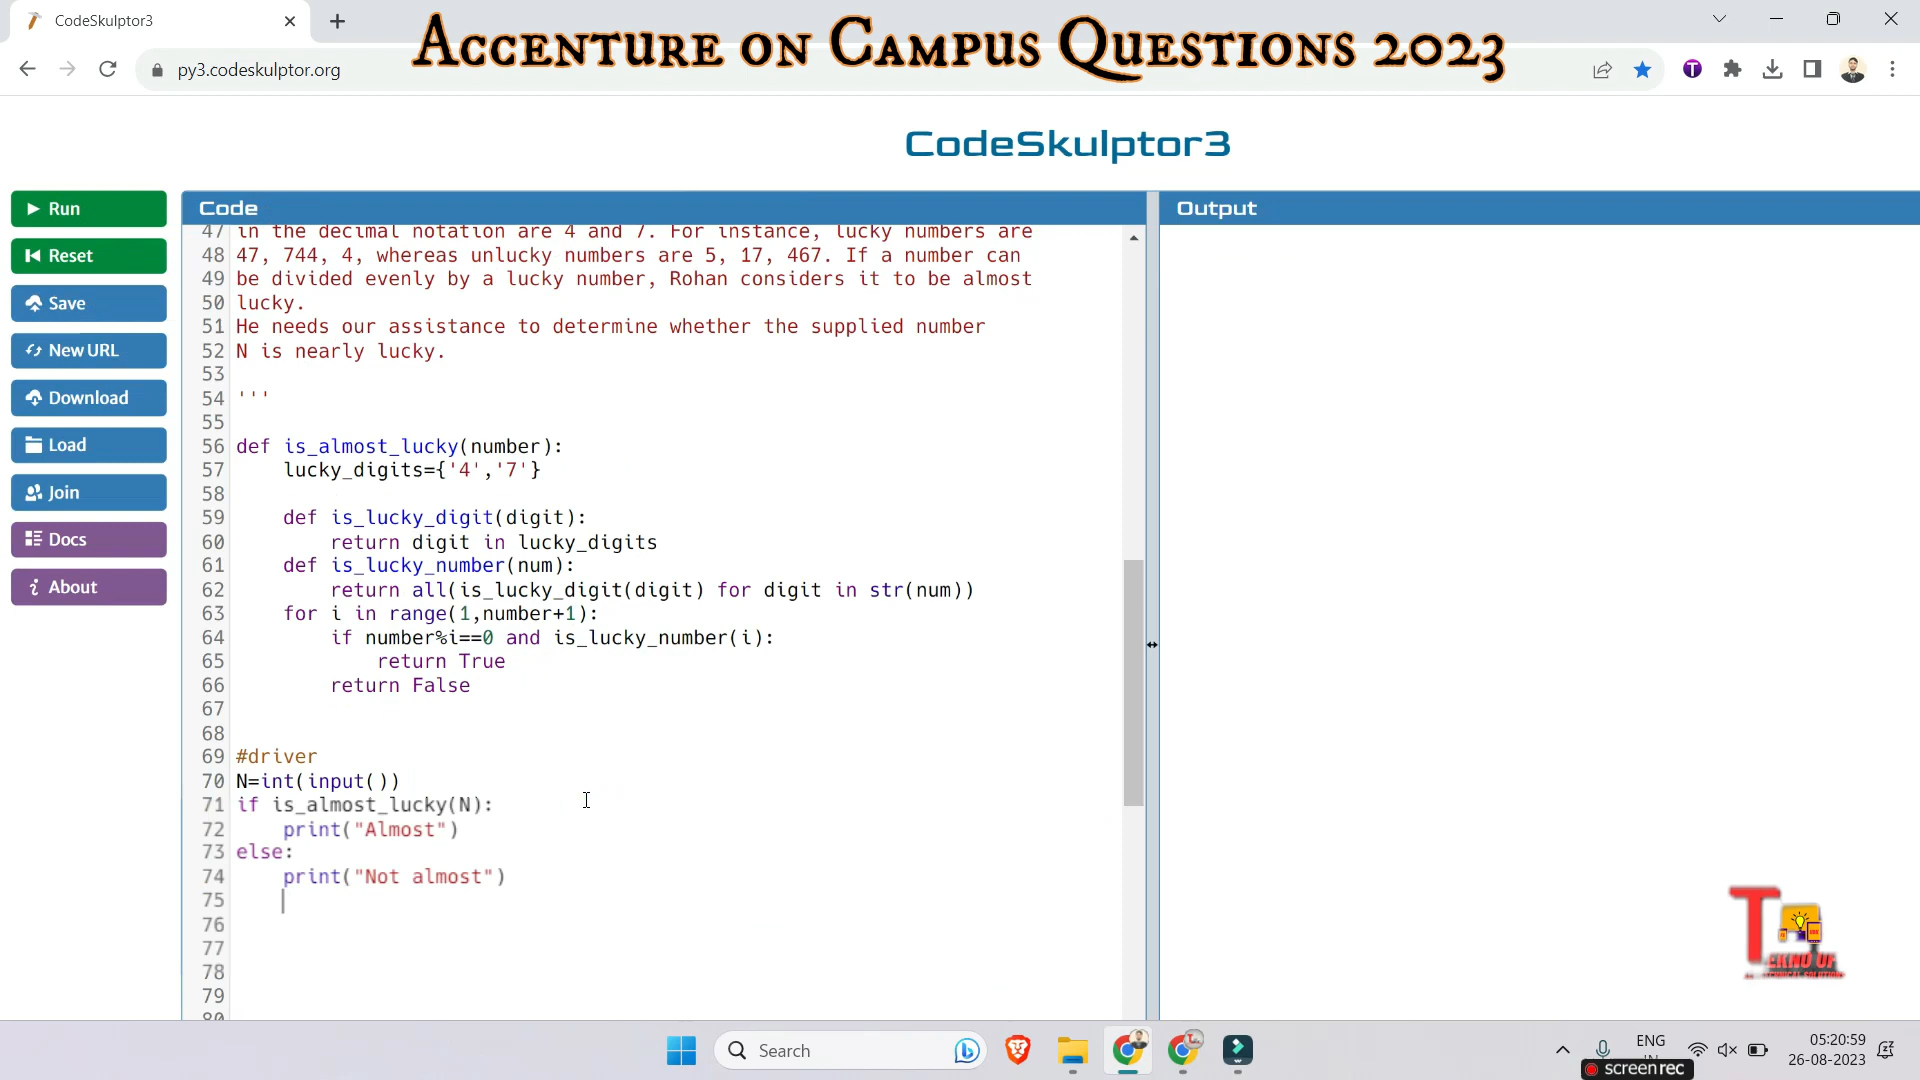 CodeSkulptor3
Accenture on Campus Questions 2023
py3.codeskulptor.org
CodeSkulptor3
Run
Reset
Save
New URL
Download
Load
Join
Docs
About
Code
47 in the decimal notation are 4 and 7. For instance, lucky numbers are
48 47, 744, 4, whereas unlucky numbers are 5, 17, 467. If a number can
49 be divided evenly by a lucky number, Rohan considers it to be almost
50 lucky.
51 He needs our assistance to determine whether the supplied number
52 N is nearly lucky.
53
54 '''
55
56 def is_almost_lucky(number):
57 lucky_digits={'4','7'}
58
59 def is_lucky_digit(digit):
60 return digit in lucky_digits
61 def is_lucky_number(num):
62 return all(is_lucky_digit(digit) for digit in str(num))
63 for i in range(1,number+1):
64 if number%i==0 and is_lucky_number(i):
65 return True
66 return False
67
68
69 #driver
70 N=int(input())
71 if is_almost_lucky(N):
72 print("Almost")
73 else:
74 print("Not almost")
75
76
77
78
79
80
Output
Search
ENG
05:20:59
26-08-2023
screen rec